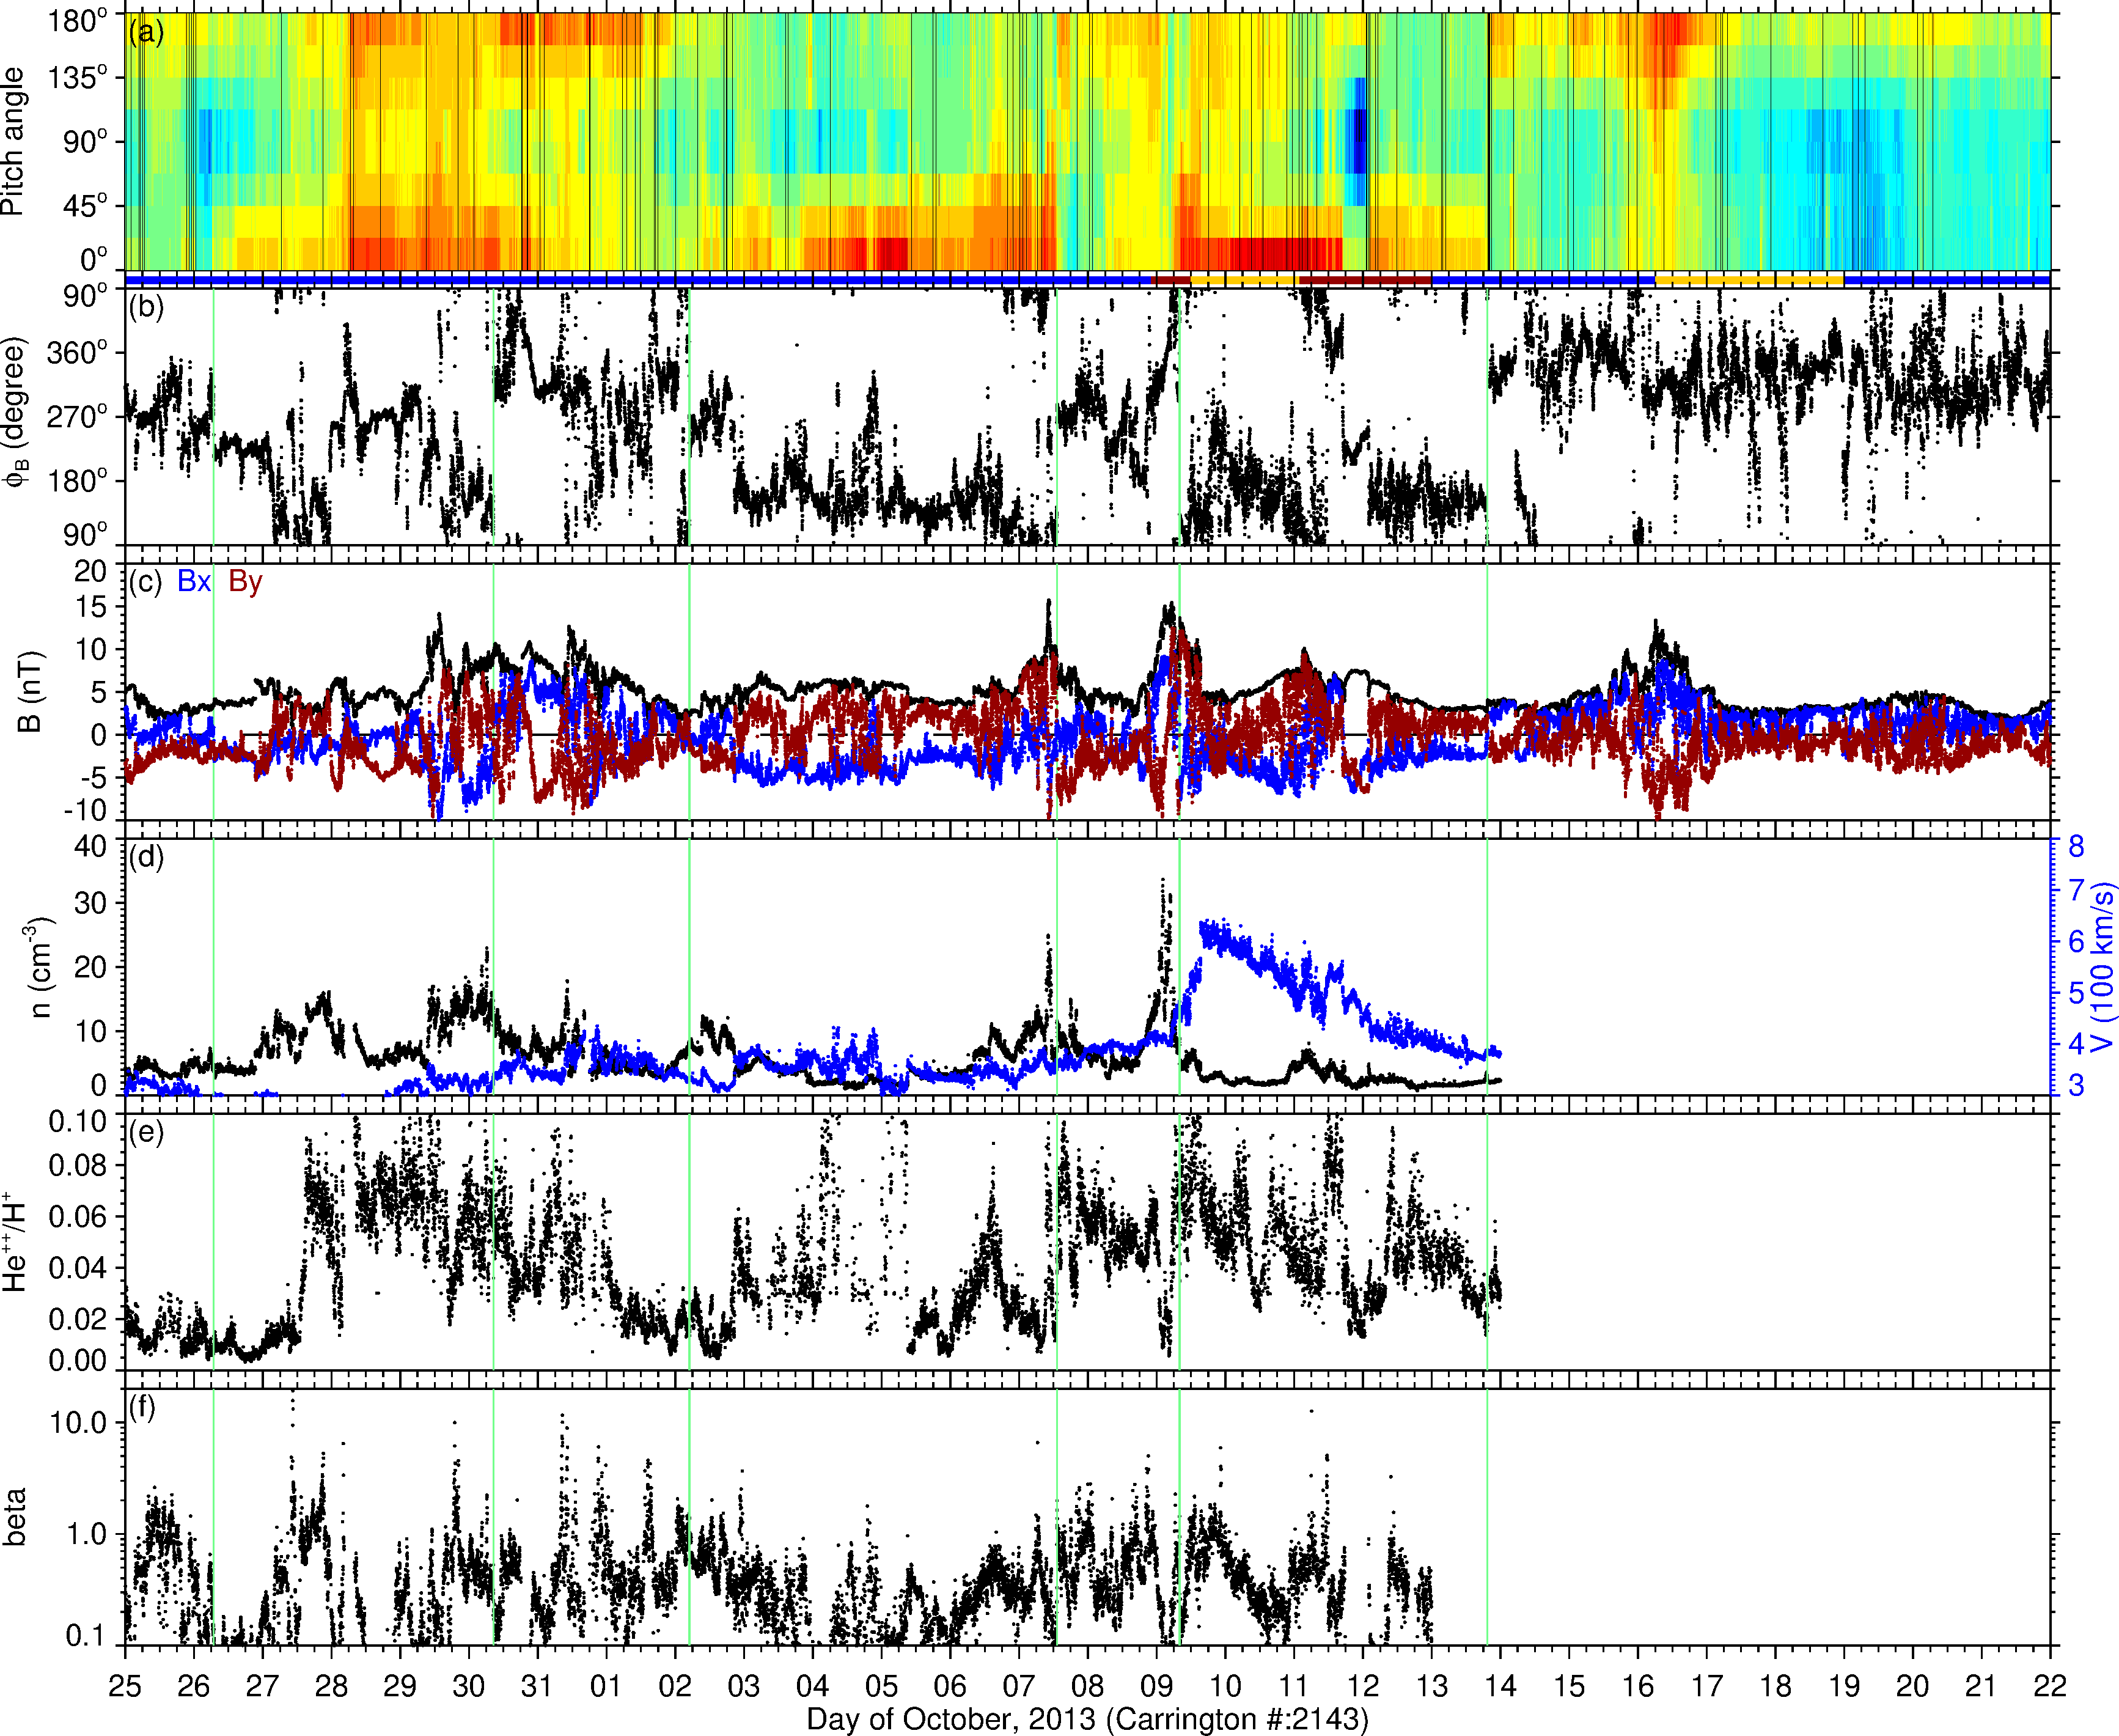 (a)
180°
135°
90°
45°
0°
Pitch angle
(b)
90°
360°
270°
180°
90°
ϕB (degree)
(c) Bx By
20
15
10
5
0
-5
-10
B (nT)
(d)
40
30
20
10
0
n (cm-3)
8
7
6
5
4
3
V (100 km/s)
(e)
0.10
0.08
0.06
0.04
0.02
0.00
He++/H+
(f)
10.0
1.0
0.1
beta
25 26 27 28 29 30 31 01 02 03 04 05 06 07 08 09 10 11 12 13 14 15 16 17 18 19 20 21 22
Day of October, 2013 (Carrington #:2143)